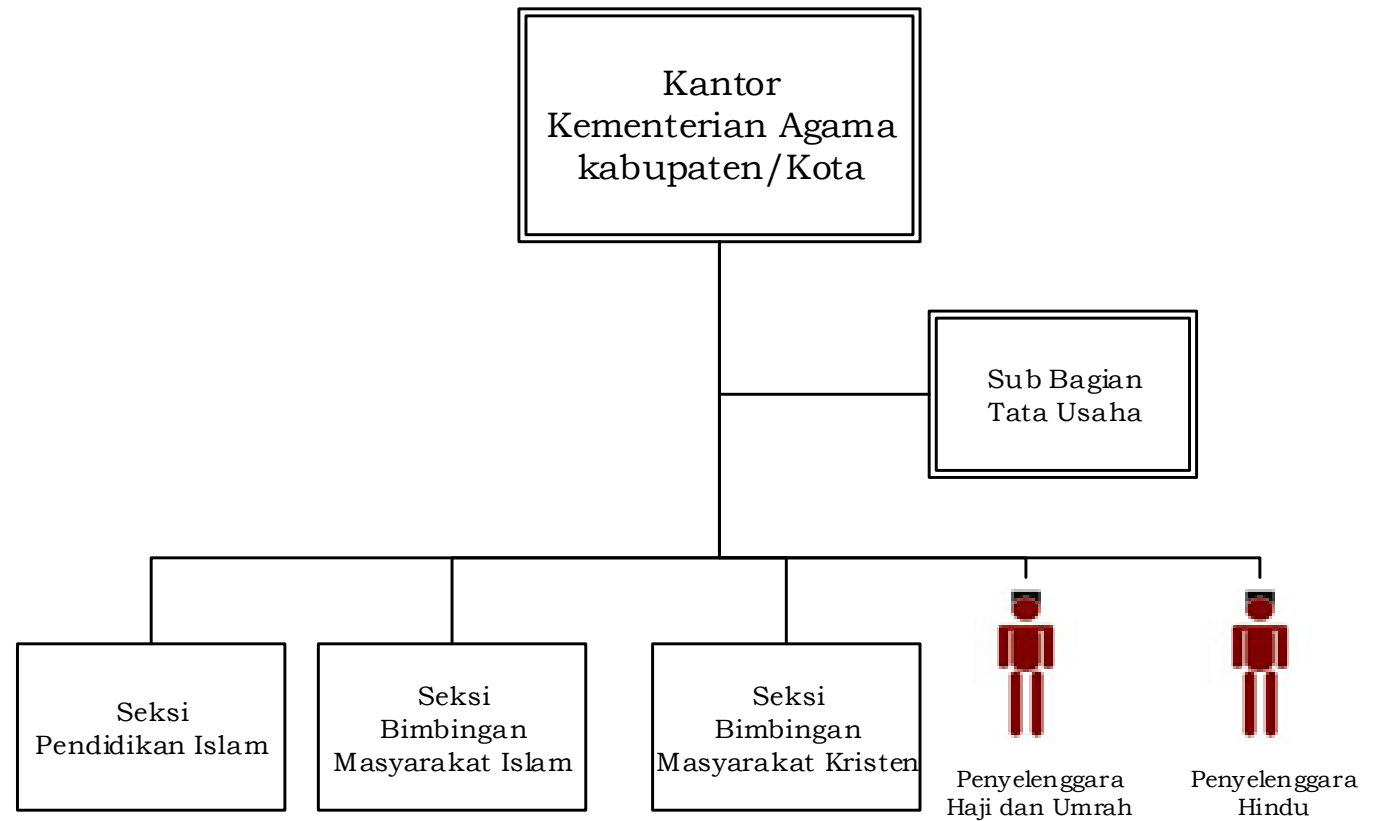 Kantor
Kementerian Agama
kabupaten/Kota
Sub Bagian
Tata Usaha
Seksi
Pendidikan Islam
Seksi
Bimbingan
Masyarakat Islam
Seksi
Bimbingan
Masyarakat Kristen
Penyelenggara
Haji dan Umrah
Penyelenggara
Hindu